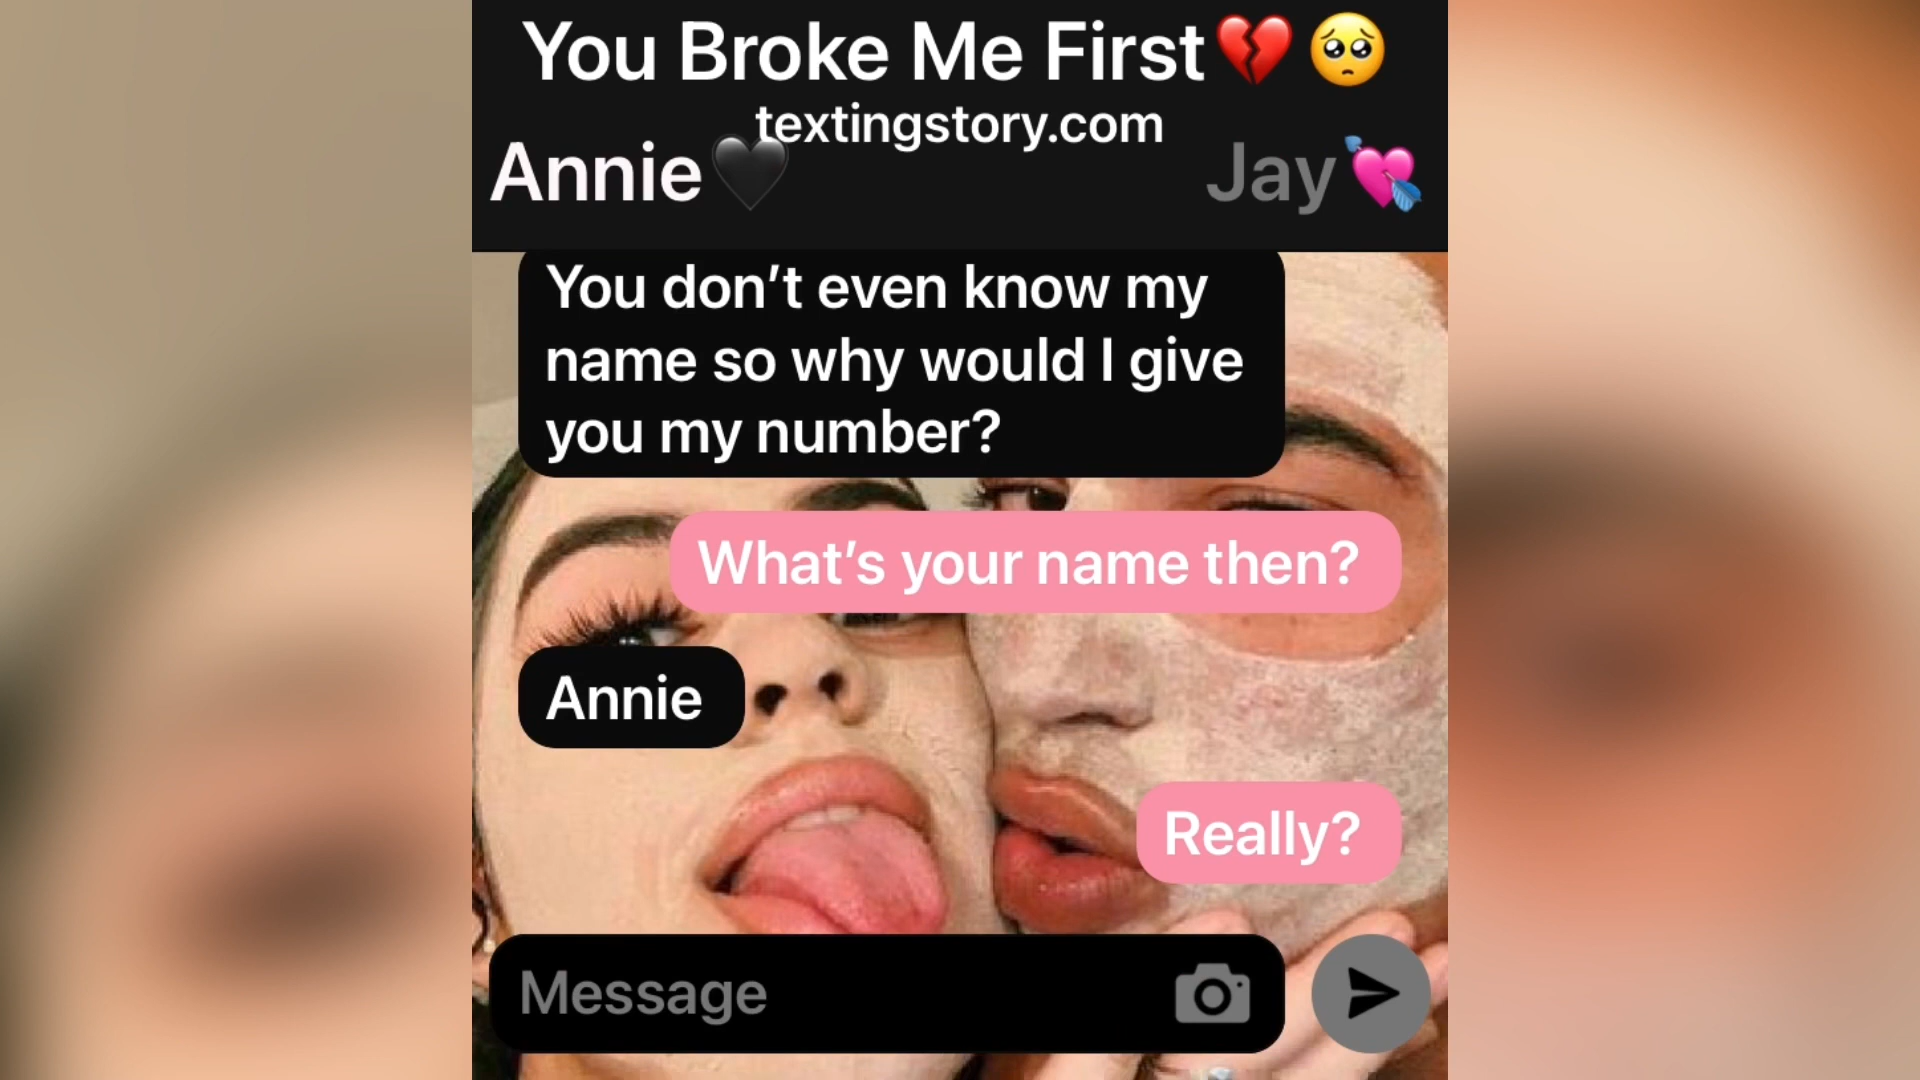 You Broke Me First💔🥺
textingstory.com
Annie🖤
Jay💘
You don’t even know my
name so why would I give
you my number?
What’s your name then?
Annie
Really?
Message